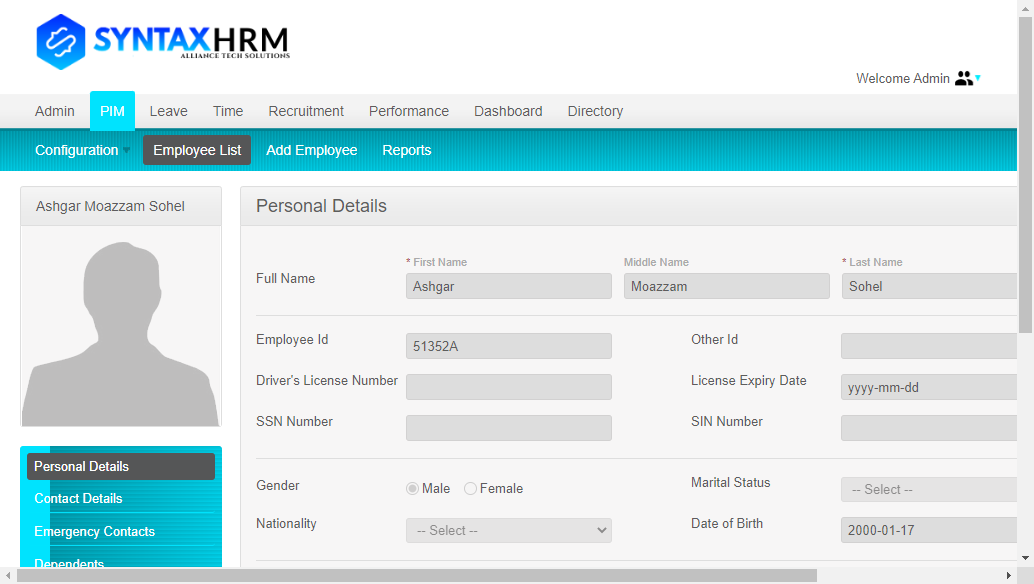 SYNTAXHRM
ALLIANCE TECH SOLUTIONS
Welcome Admin
Admin PIM Leave Time Recruitment Performance Dashboard Directory
Configuration Employee List Add Employee Reports
Ashgar Moazzam Sohel
Personal Details
* First Name Middle Name * Last Name
Full Name Ashgar Moazzam Sohel
Employee Id 51352A Other Id
Driver's License Number License Expiry Date yyyy-mm-dd
SSN Number SIN Number
Gender Male Female Marital Status -- Select --
Nationality -- Select -- Date of Birth 2000-01-17
Personal Details
Contact Details
Emergency Contacts
Dependents